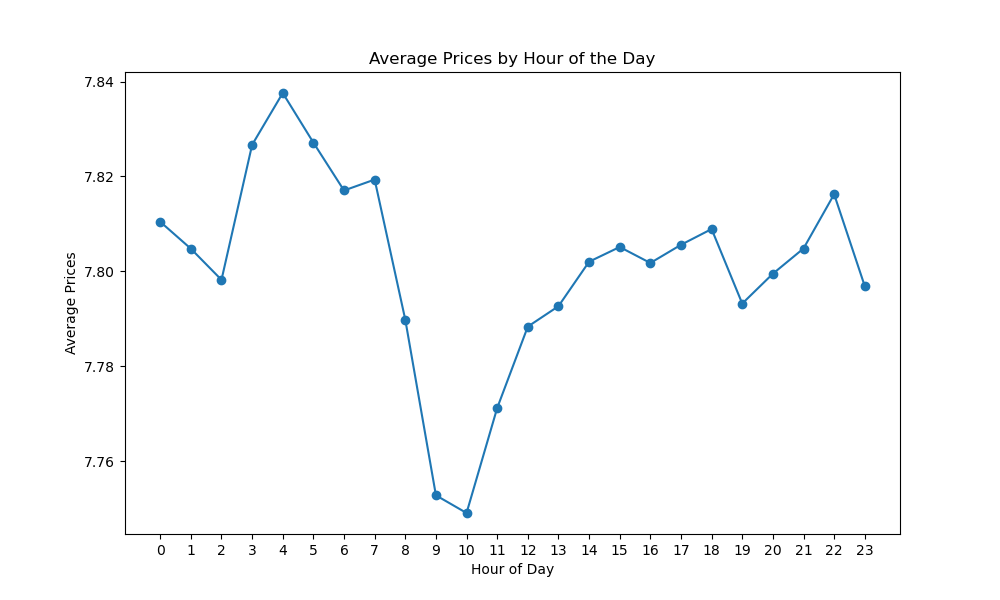 Average Prices by Hour of the Day
7.84
7.82
7.80
7.78
7.76
Average Prices
0 1 2 3 4 5 6 7 8 9 10 11 12 13 14 15 16 17 18 19 20 21 22 23
Hour of Day